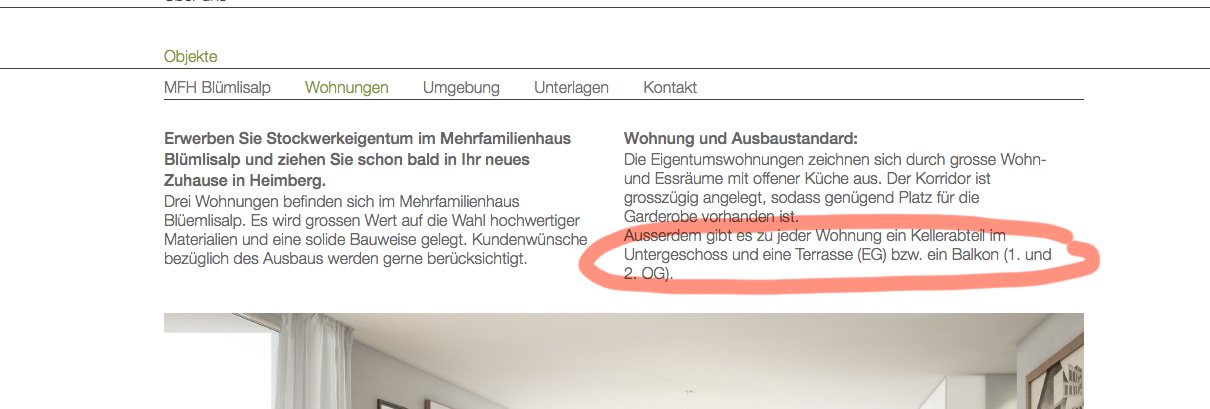 Objekte
MFH Blümlisalp Wohnungen Umgebung Unterlagen Kontakt
Erwerben Sie Stockwerkeigentum im Mehrfamilienhaus
Blümlisalp und ziehen Sie schon bald in Ihr neues
Zuhause in Heimberg.
Drei Wohnungen befinden sich im Mehrfamilienhaus
Blüemlisalp. Es wird grossen Wert auf die Wahl hochwertiger
Materialien und eine solide Bauweise gelegt. Kundenwünsche
bezüglich des Ausbaus werden gerne berücksichtigt.
Wohnung und Ausbaustandard:
Die Eigentumswohnungen zeichnen sich durch grosse Wohn-
und Essräume mit offener Küche aus. Der Korridor ist
grosszügig angelegt, sodass genügend Platz für die
Garderobe vorhanden ist.
Ausserdem gibt es zu jeder Wohnung ein Kellerabteil im
Untergeschoss und eine Terrasse (EG) bzw. ein Balkon (1. und
2. OG).